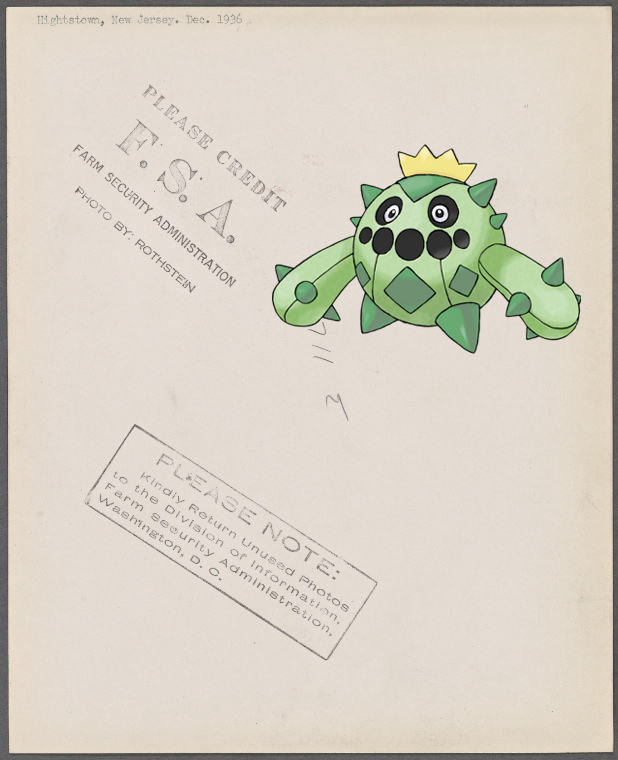 Hightstown, New Jersey. Dec. 1936
PLEASE CREDIT
F. S. A.
FARM SECURITY ADMINISTRATION
PHOTO BY: ROTHSTEIN
PLEASE NOTE:
Kindly Return Unused Photos
to the Division of Information,
Farm Security Administration,
Washington, D. C.